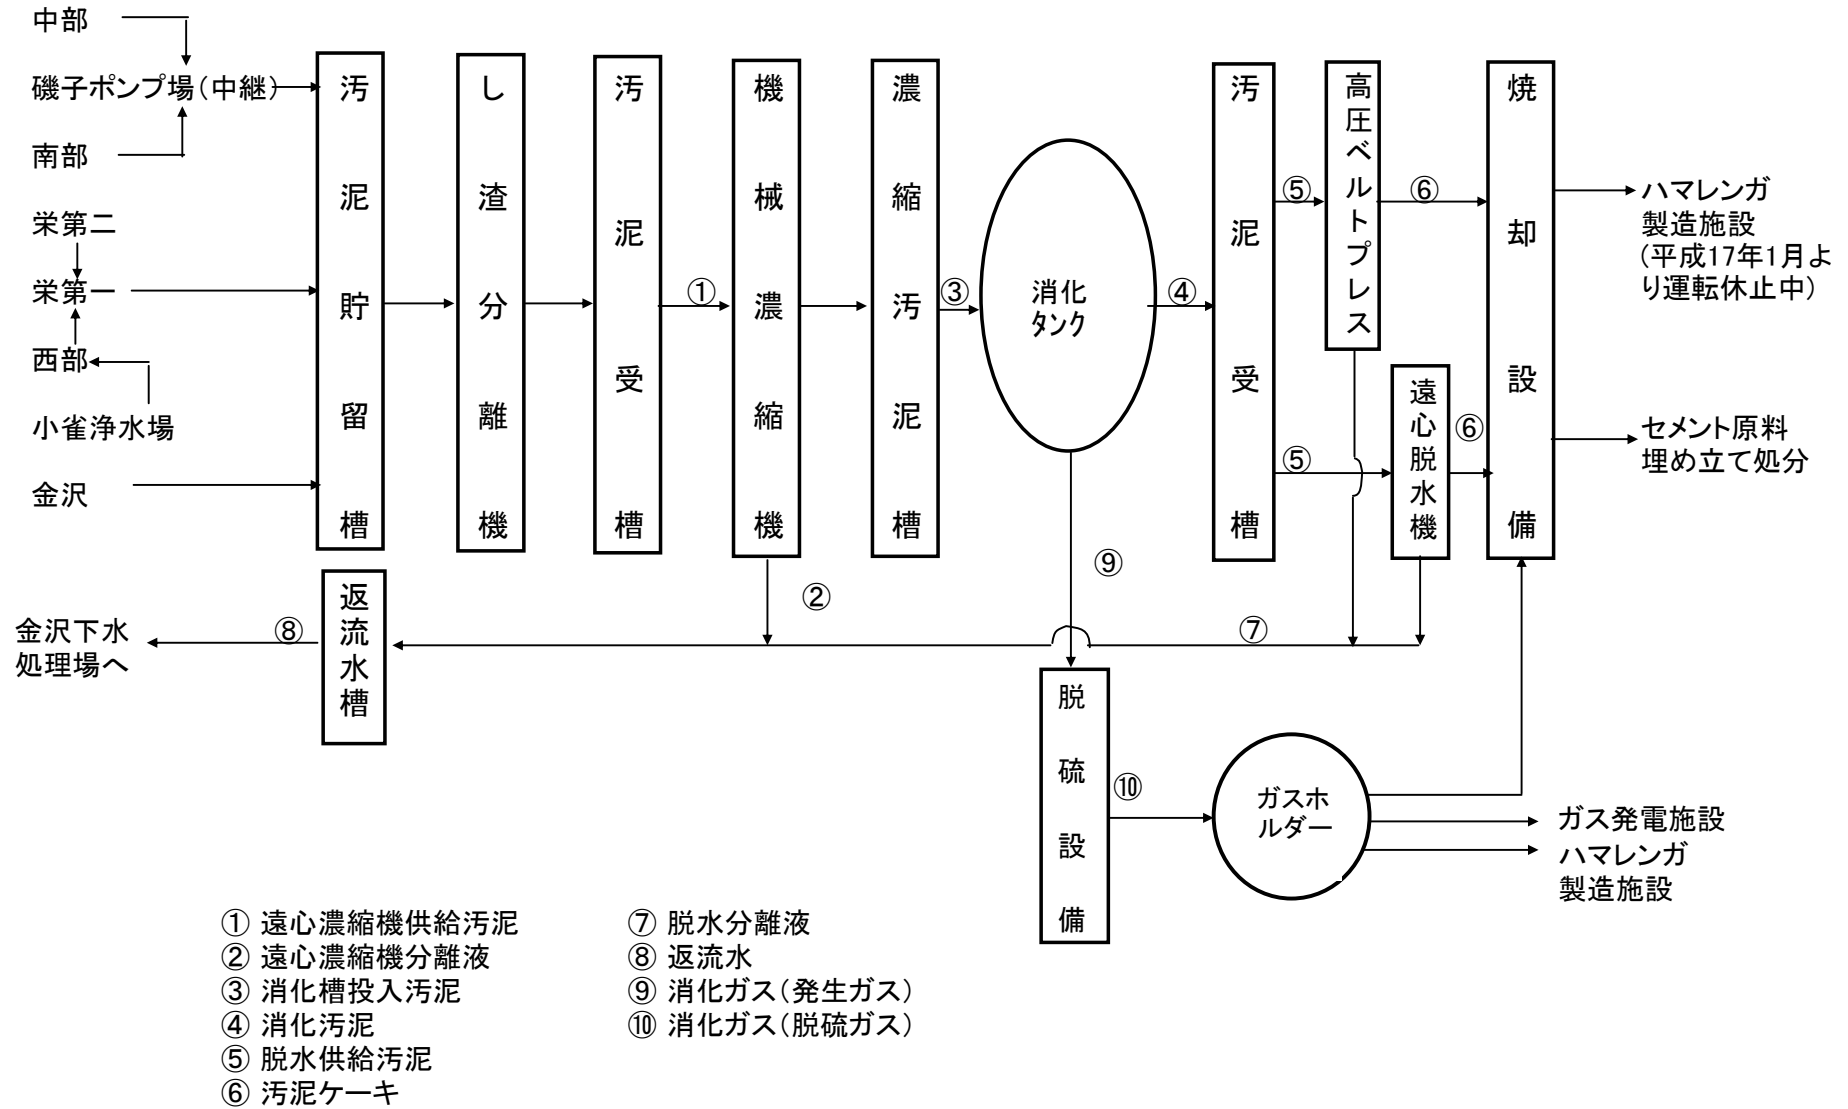 中部
磯子ポンプ場(中継)
南部
栄第二
栄第一
西部
小雀浄水場
金沢
汚泥貯留槽
し渣分離機
汚泥受槽
①
機械濃縮機
②
濃縮汚泥槽
③
消化
タンク
④
汚泥受槽
⑤
⑤
高圧ベルトプレス
⑥
遠心脱水機
⑥
焼却設備
ハマレンガ
製造施設
(平成17年1月よ
り運転休止中)
セメント原料
埋め立て処分
⑨
⑦
返流水槽
⑧
金沢下水
処理場へ
脱硫設備
⑩
ガスホ
ルダー
ガス発電施設
ハマレンガ
製造施設
① 遠心濃縮機供給汚泥
② 遠心濃縮機分離液
③ 消化槽投入汚泥
④ 消化汚泥
⑤ 脱水供給汚泥
⑥ 汚泥ケーキ
⑦ 脱水分離液
⑧ 返流水
⑨ 消化ガス(発生ガス)
⑩ 消化ガス(脱硫ガス)